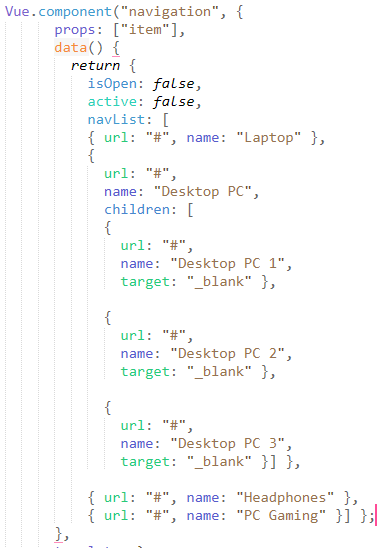 Vue.component("navigation", {
props: ["item"],
data() {
return {
isOpen: false,
active: false,
navList: [
{ url: "#", name: "Laptop" },
{
url: "#",
name: "Desktop PC",
children: [
{
url: "#",
name: "Desktop PC 1",
target: "_blank" },
{
url: "#",
name: "Desktop PC 2",
target: "_blank" },
{
url: "#",
name: "Desktop PC 3",
target: "_blank" }] },
{ url: "#", name: "Headphones" },
{ url: "#", name: "PC Gaming" }] };
},